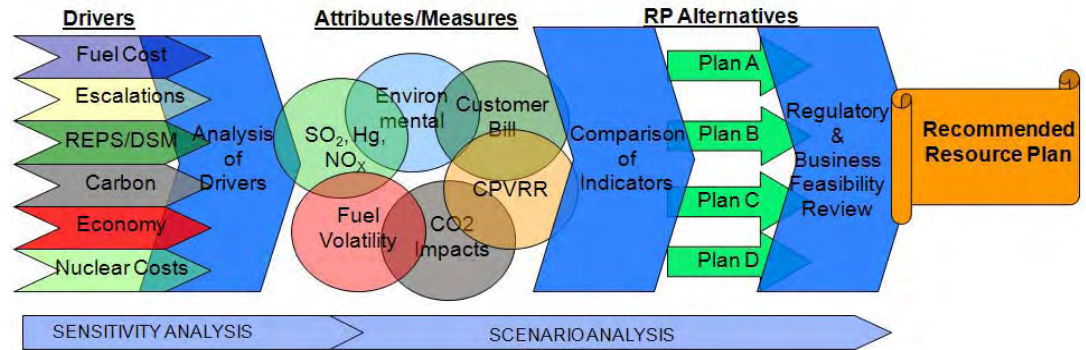 Drivers
Attributes/Measures
RP Alternatives
Fuel Cost
Escalations
REPS/DSM
Carbon
Economy
Nuclear Costs
Analysis
of
Drivers
SO₂, Hg,
NOₓ
Environ
mental
Customer
Bill
CPVRR
CO2
Impacts
Fuel
Volatility
Comparison
of
Indicators
Plan A
Plan B
Plan C
Plan D
Regulatory
&
Business
Feasibility
Review
Recommended
Resource Plan
SENSITIVITY ANALYSIS
SCENARIO ANALYSIS